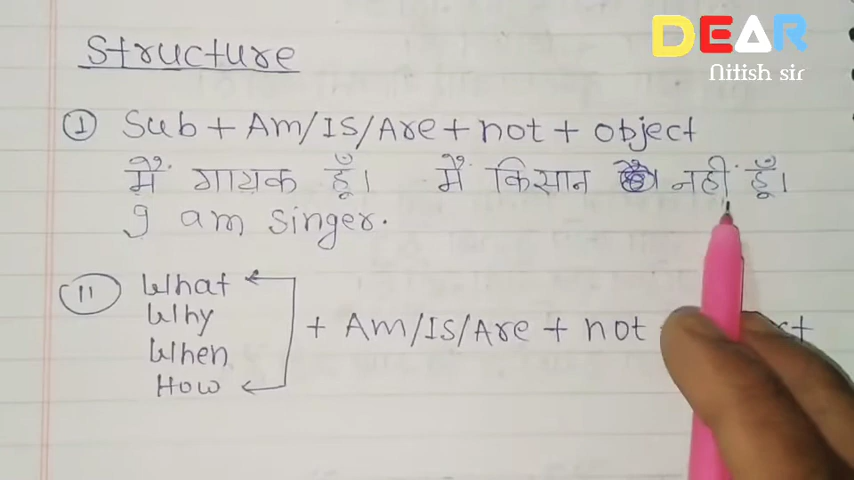 DEAR
Nitish sir
Structure
① Sub + Am/Is/Are + not + object
मैं गायक हूँ। मैं किसान नहीं हूँ।
I am singer.
II What
Why
When
How
+ Am/Is/Are + not